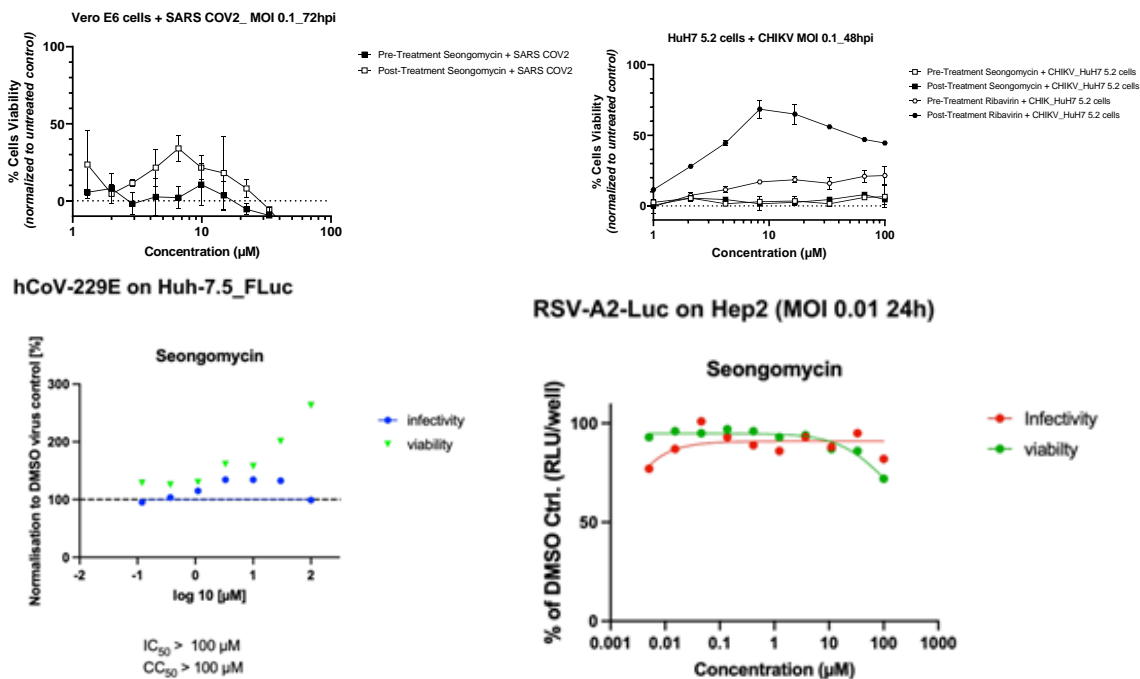 Vero E6 cells + SARS COV2_ MOI 0.1_72hpi
% Cells Viability
(normalized to untreated control)
100
50
0
1
10
100
Concentration (µM)
Pre-Treatment Seongomycin + SARS COV2
Post-Treatment Seongomycin + SARS COV2
HuH7 5.2 cells + CHIKV MOI 0.1_48hpi
% Cells Viability
(normalized to untreated control)
100
50
0
1
10
100
Concentration (µM)
Pre-Treatment Seongomycin + CHIKV_HuH7 5.2 cells
Post-Treatment Seongomycin + CHIKV_HuH7 5.2 cells
Pre-Treatment Ribavirin + CHIK_HuH7 5.2 cells
Post-Treatment Ribavirin + CHIKV_HuH7 5.2 cells
hCoV-229E on Huh-7.5_FLuc
Seongomycin
Normalisation to DMSO virus control [%]
300
200
100
0
-2
-1
0
1
2
log 10 [µM]
infectivity
viability
IC50 > 100 µM
CC50 > 100 µM
RSV-A2-Luc on Hep2 (MOI 0.01 24h)
Seongomycin
% of DMSO Ctrl. (RLU/well)
100
50
0
0.001
0.01
0.1
1
10
100
1000
Concentration (µM)
Infectivity
viabilty